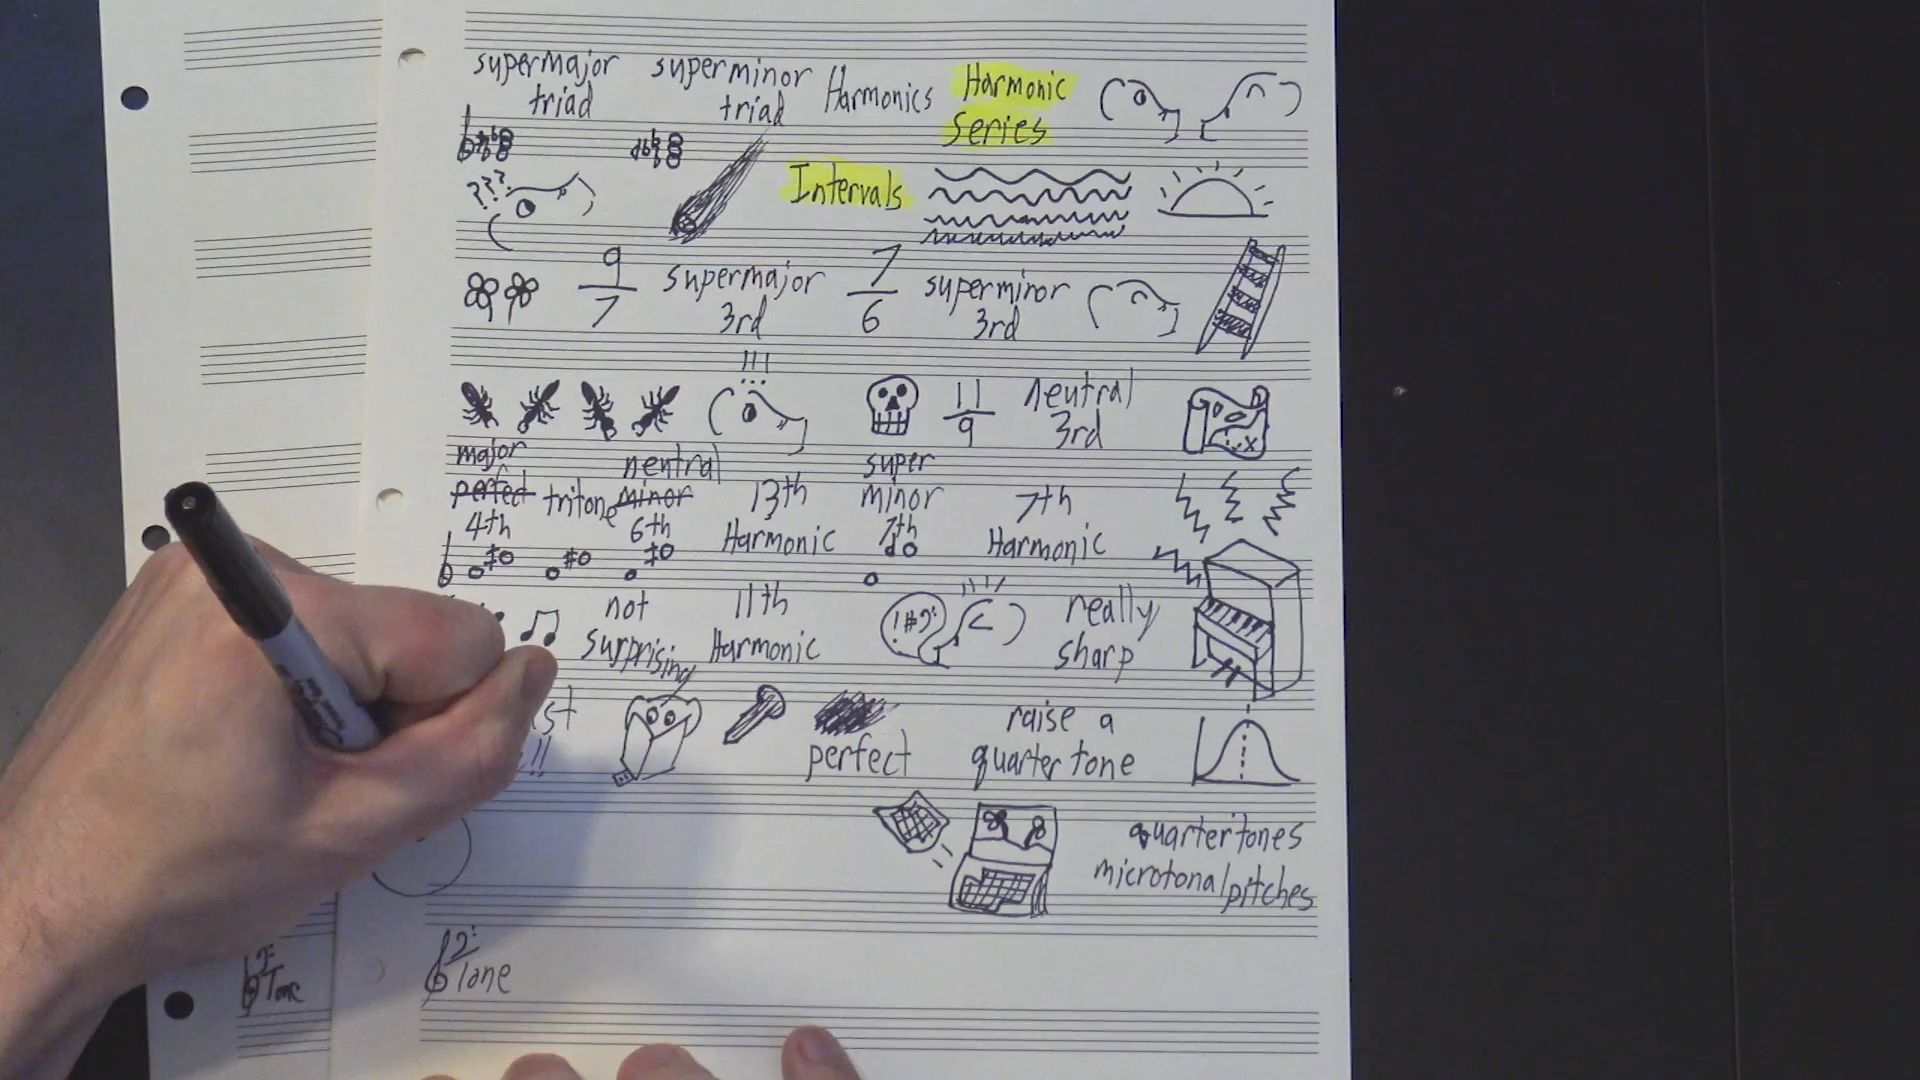 supermajor
triad
superminor
triad
Harmonics
Harmonic
Series
???
Intervals
9
7
supermajor
3rd
7
6
superminor
3rd
!!!
11
9
neutral
3rd
major
perfect
4th
tritone
neutral
minor
6th
13th
Harmonic
super
minor
7th
7th
Harmonic
not
surprising
11th
Harmonic
really
sharp
x
perfect
raise a
quarter tone
quartertones
microtonal pitches
Tone
Tone